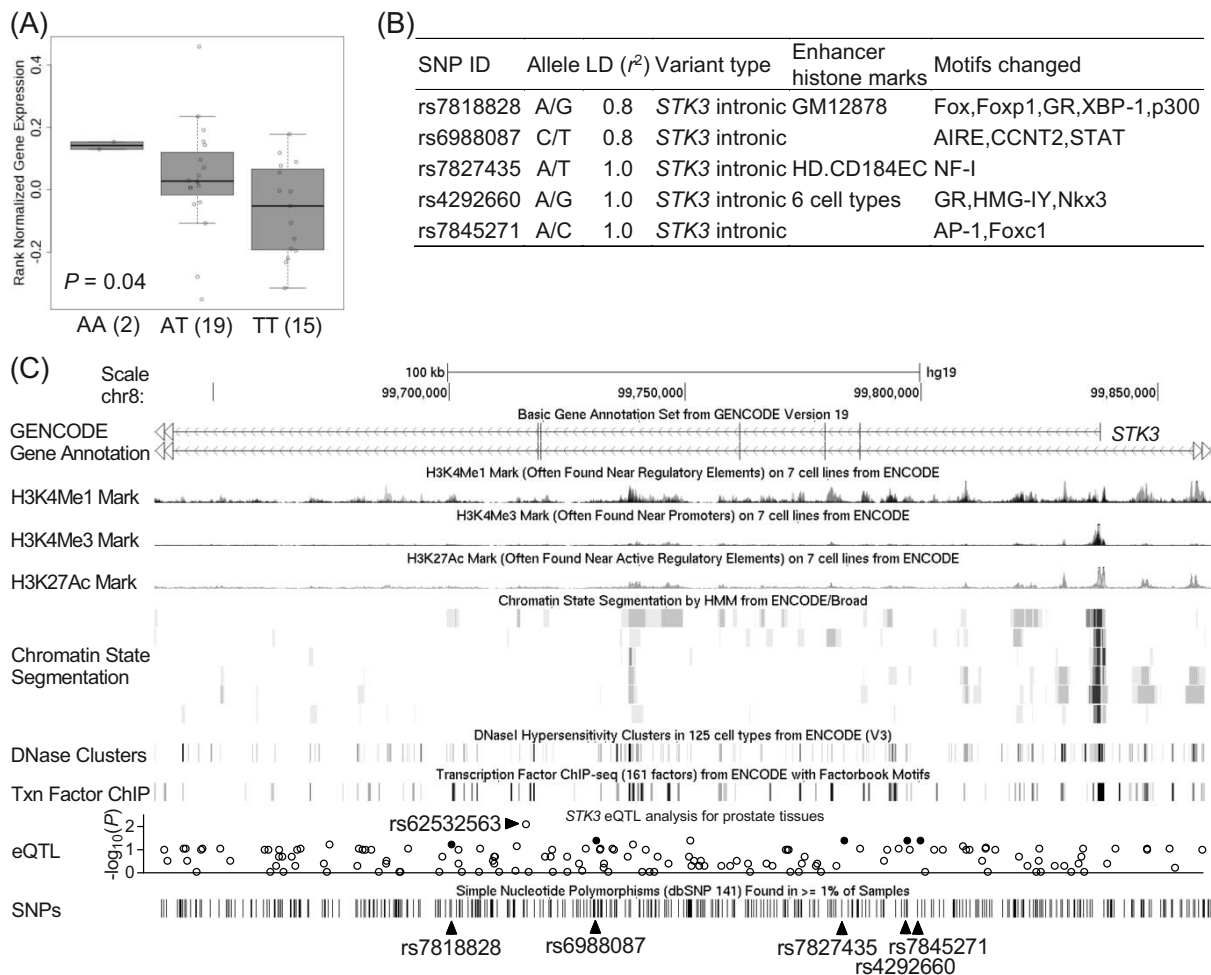 (A)
Rank Normalized Gene Expression
0.4
0.2
0.0
-0.2
P = 0.04
AA (2) AT (19) TT (15)
(B)
SNP ID Allele LD (r²) Variant type Enhancer histone marks Motifs changed
rs7818828 A/G 0.8 STK3 intronic GM12878 Fox,Foxp1,GR,XBP-1,p300
rs6988087 C/T 0.8 STK3 intronic AIRE,CCNT2,STAT
rs7827435 A/T 1.0 STK3 intronic HD.CD184EC NF-I
rs4292660 A/G 1.0 STK3 intronic 6 cell types GR,HMG-IY,Nkx3
rs7845271 A/C 1.0 STK3 intronic AP-1,Foxc1
(C)
Scale 100 kb hg19
chr8: 99,700,000 99,750,000 99,800,000 99,850,000
Basic Gene Annotation Set from GENCODE Version 19
GENCODE
Gene Annotation
STK3
H3K4Me1 Mark (Often Found Near Regulatory Elements) on 7 cell lines from ENCODE
H3K4Me1 Mark
H3K4Me3 Mark (Often Found Near Promoters) on 7 cell lines from ENCODE
H3K4Me3 Mark
H3K27Ac Mark (Often Found Near Active Regulatory Elements) on 7 cell lines from ENCODE
H3K27Ac Mark
Chromatin State Segmentation by HMM from ENCODE/Broad
Chromatin State
Segmentation
DNaseI Hypersensitivity Clusters in 125 cell types from ENCODE (V3)
DNase Clusters
Transcription Factor ChIP-seq (161 factors) from ENCODE with Factorbook Motifs
Txn Factor ChIP
STK3 eQTL analysis for prostate tissues
rs62532563
eQTL
-log10(P)
2
1
0
Simple Nucleotide Polymorphisms (dbSNP 141) Found in >= 1% of Samples
SNPs
rs7818828 rs6988087 rs7827435 rs7845271
rs4292660